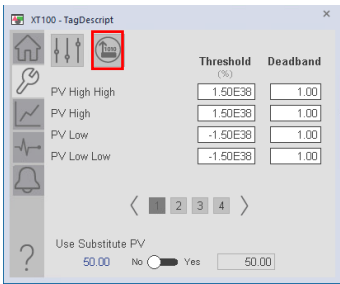 XT100 - TagDescript ×
1010
Threshold Deadband
(%)
PV High High 1.50E38 1.00
PV High 1.50E38 1.00
PV Low -1.50E38 1.00
PV Low Low -1.50E38 1.00
1 2 3 4
Use Substitute PV
50.00 No Yes 50.00
?